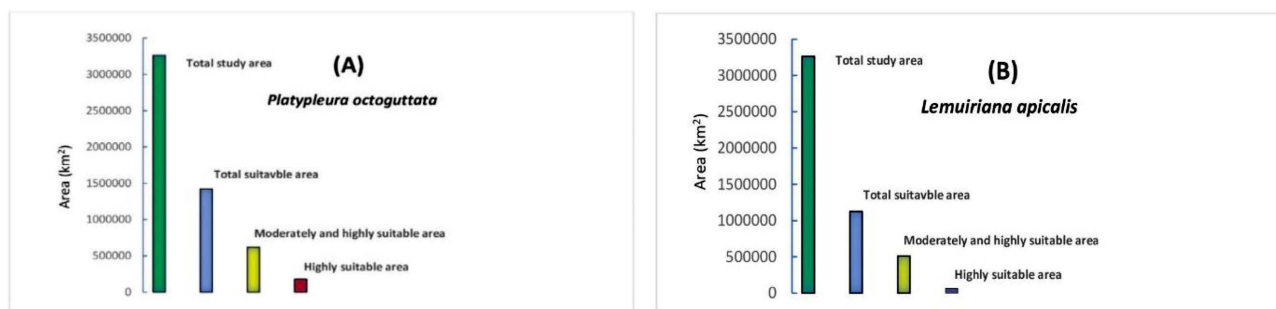 3500000
3000000
2500000
2000000
1500000
1000000
500000
0
Area (km²)
(A)
Platypleura octoguttata
Total study area
Total suitavble area
Moderately and highly suitable area
Highly suitable area
3500000
3000000
2500000
2000000
1500000
1000000
500000
0
Area (km²)
(B)
Lemuiriana apicalis
Total study area
Total suitavble area
Moderately and highly suitable area
Highly suitable area